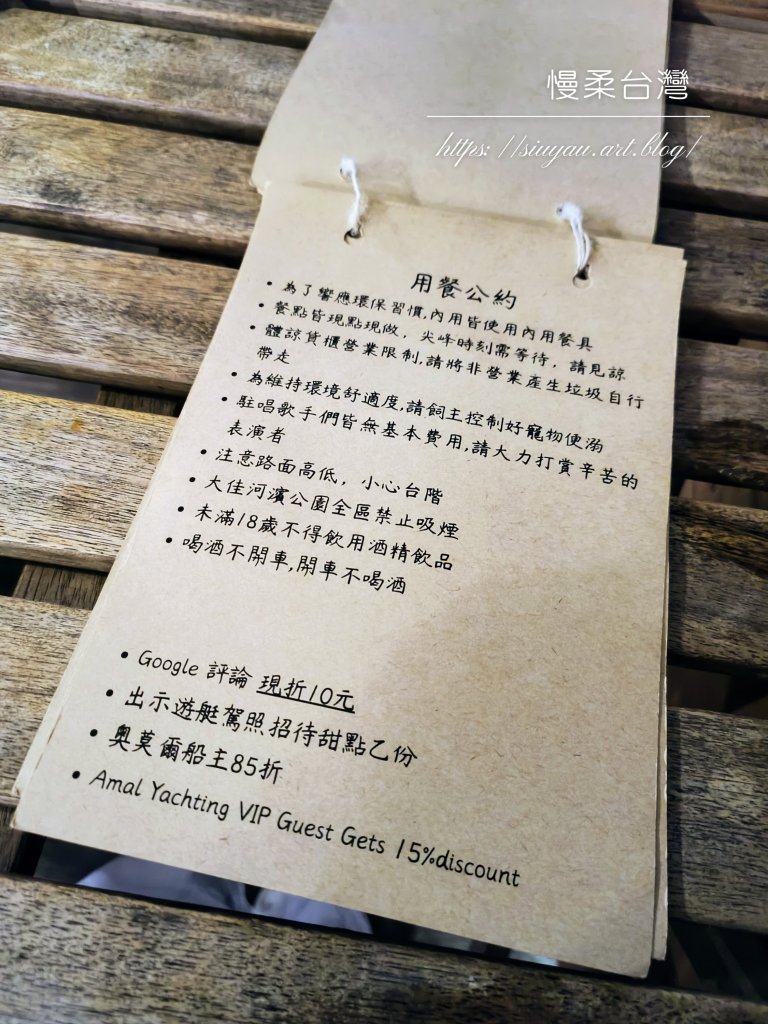 慢柔台灣
https://siuyau.art.blog/
用餐公約
• 為了響應環保習慣,內用皆使用內用餐具
• 餐點皆現點現做，尖峰時刻需等待，請見諒
• 體諒貨櫃營業限制,請將非營業產生垃圾自行
帶走
• 為維持環境舒適度,請飼主控制好寵物便溺
• 駐唱歌手們皆無基本費用,請大力打賞辛苦的
表演者
• 注意路面高低，小心台階
• 大佳河濱公園全區禁止吸煙
• 未滿18歲不得飲用酒精飲品
• 喝酒不開車,開車不喝酒
• Google 評論 現折10元
• 出示遊艇駕照招待甜點乙份
• 奧莫爾船主85折
• Amal Yachting VIP Guest Gets 15%discount